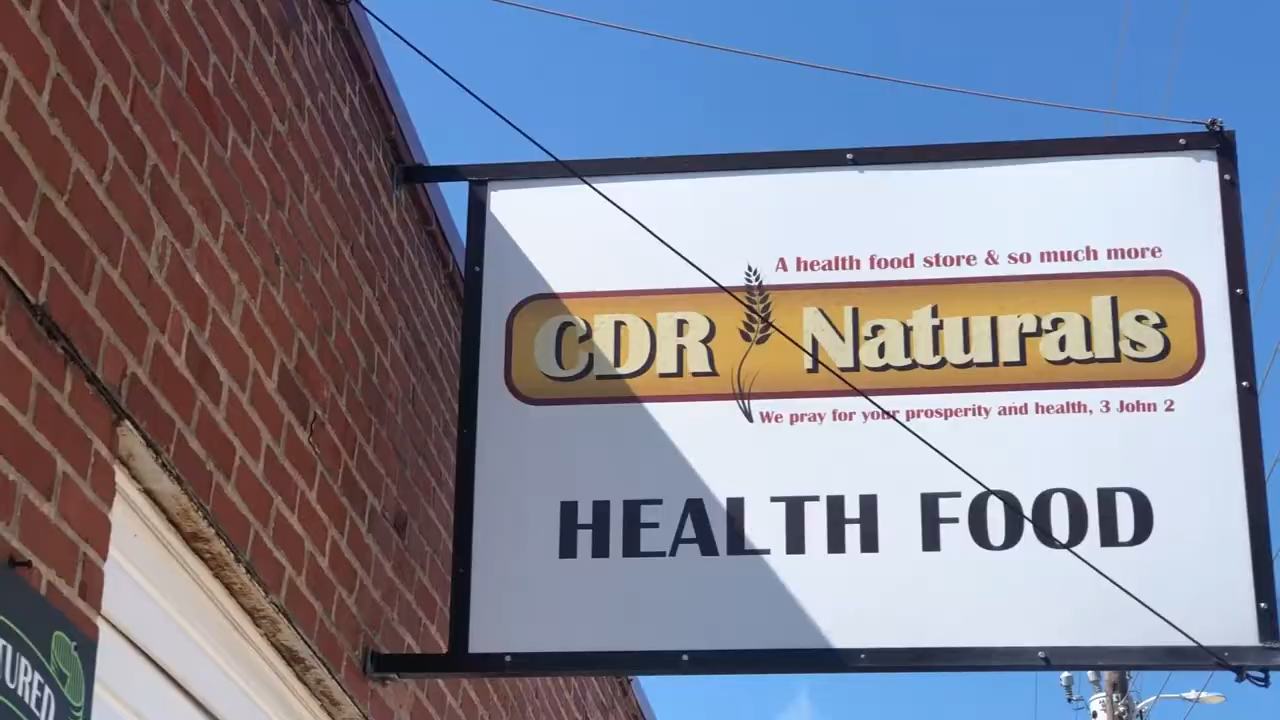 A health food store & so much more
CDR Naturals
We pray for your prosperity and health, 3 John 2
HEALTH FOOD